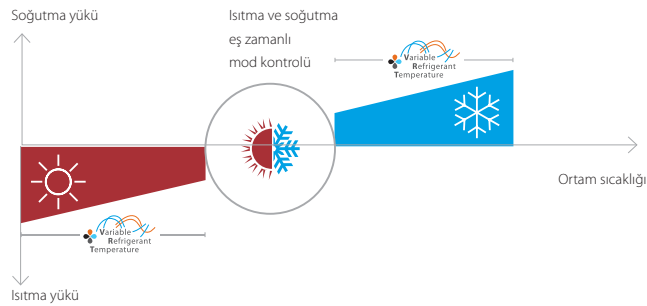 Soğutma yükü
Isıtma ve soğutma
eş zamanlı
mod kontrolü
Variable
Refrigerant
Temperature
Ortam sıcaklığı
Variable
Refrigerant
Temperature
Isıtma yükü